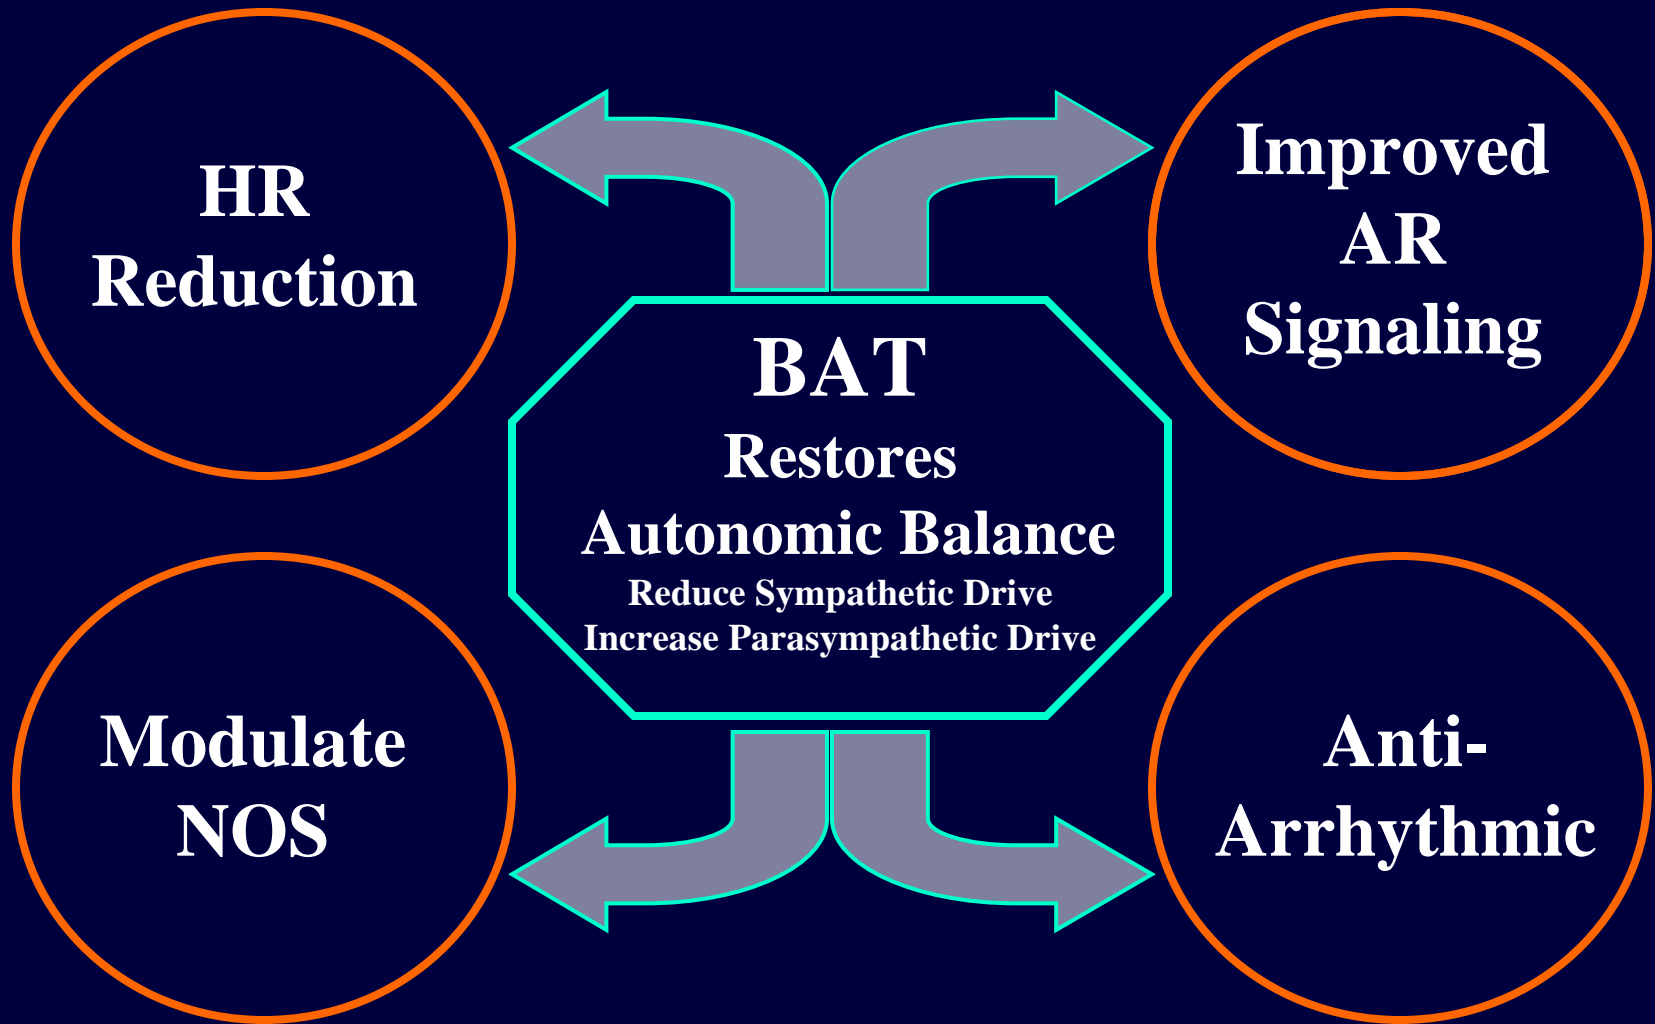 HR
Reduction
Improved
AR
Signaling
BAT
Restores
Autonomic Balance
Reduce Sympathetic Drive
Increase Parasympathetic Drive
Modulate
NOS
Anti-
Arrhythmic